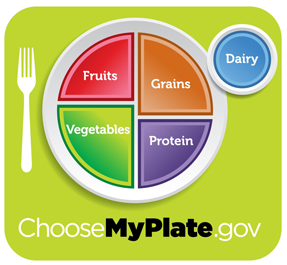 Dairy
Fruits
Grains
Vegetables
Protein
ChooseMyPlate.gov